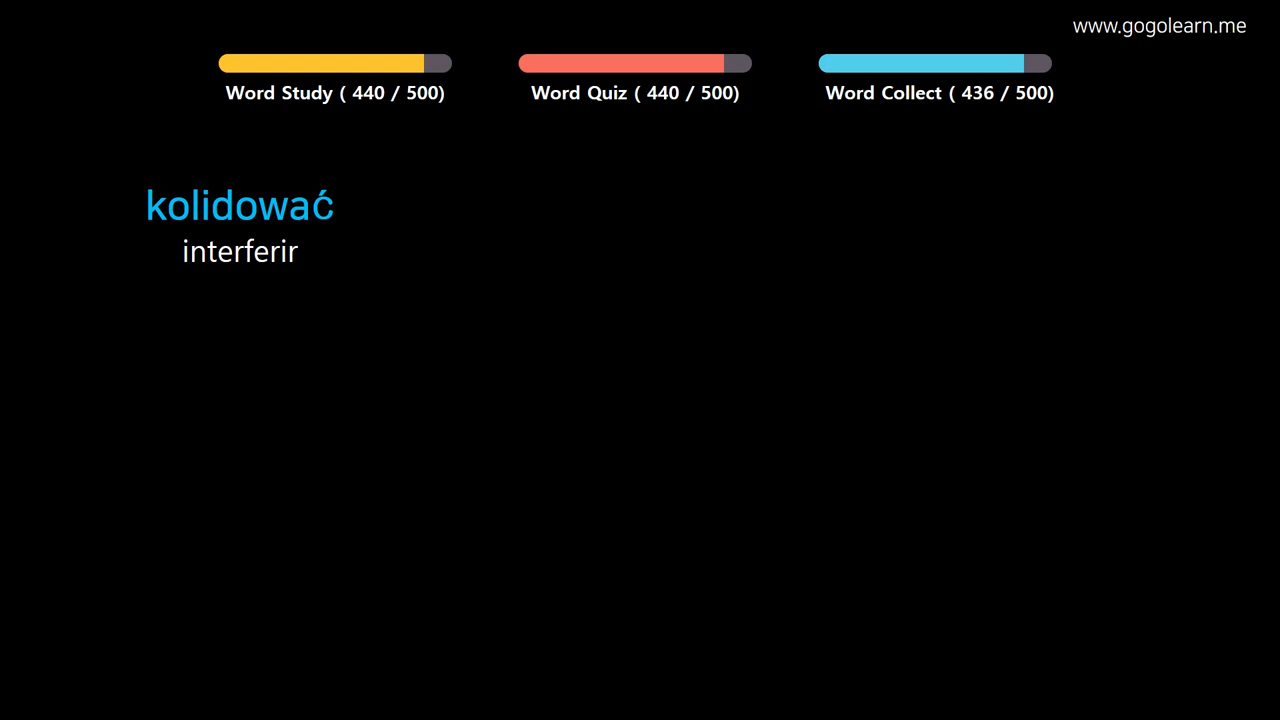 www.gogolearn.me
Word Study ( 440 / 500)
Word Quiz ( 440 / 500)
Word Collect ( 436 / 500)
kolidować
interferir